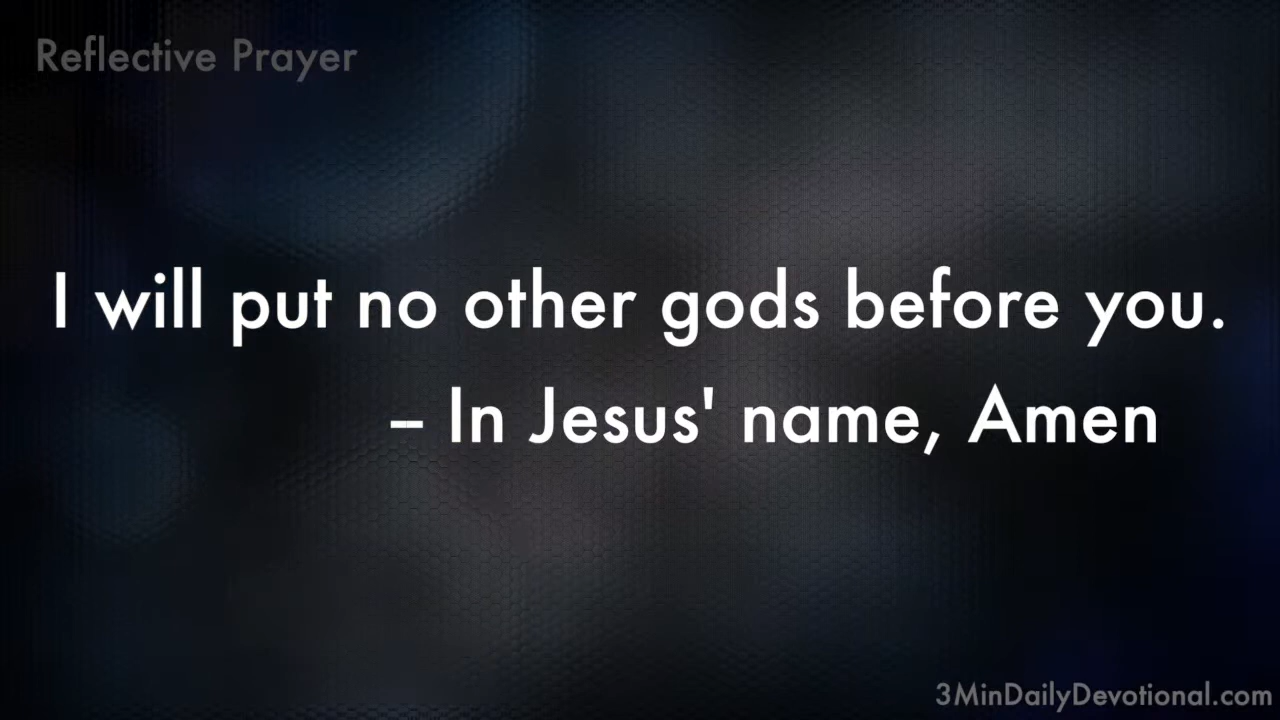 Reflective Prayer
I will put no other gods before you.
– In Jesus' name, Amen
3MinDailyDevotional.com